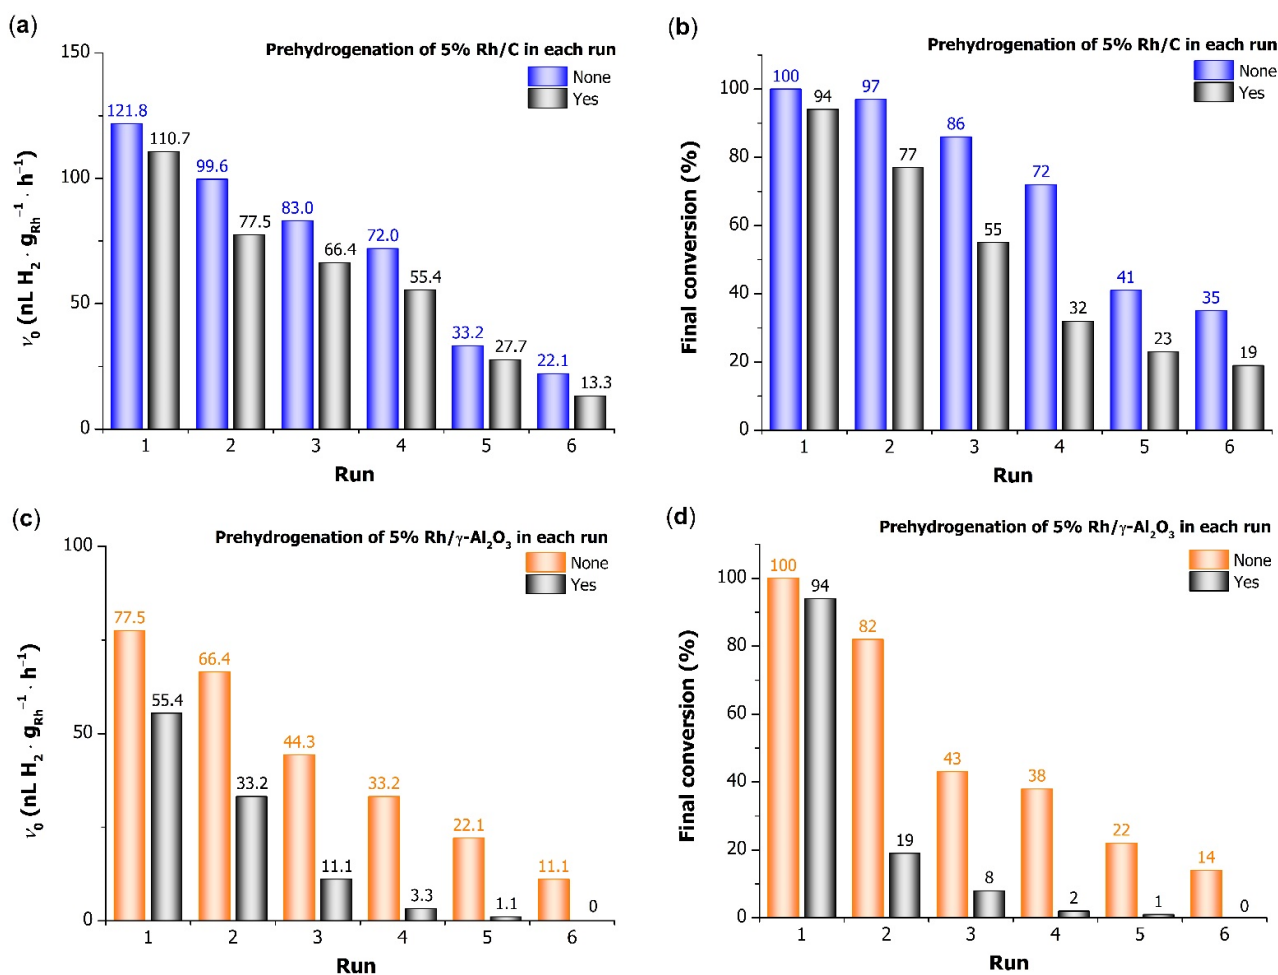 (a)
150
Prehydrogenation of 5% Rh/C in each run
None
Yes
121.8
110.7
99.6
77.5
83.0
66.4
72.0
55.4
33.2
27.7
22.1
13.3
100
50
0
ν₀ (nL H₂ · g_Rh⁻¹ · h⁻¹)
1 2 3 4 5 6
Run
(b)
Prehydrogenation of 5% Rh/C in each run
None
Yes
100
94
97
77
86
55
72
32
41
23
35
19
100
80
60
40
20
0
Final conversion (%)
1 2 3 4 5 6
Run
(c)
100
Prehydrogenation of 5% Rh/γ-Al₂O₃ in each run
None
Yes
77.5
55.4
66.4
33.2
44.3
11.1
33.2
3.3
22.1
1.1
11.1
0
50
0
ν₀ (nL H₂ · g_Rh⁻¹ · h⁻¹)
1 2 3 4 5 6
Run
(d)
Prehydrogenation of 5% Rh/γ-Al₂O₃ in each run
None
Yes
100
94
82
19
43
8
38
2
22
1
14
0
100
80
60
40
20
0
Final conversion (%)
1 2 3 4 5 6
Run